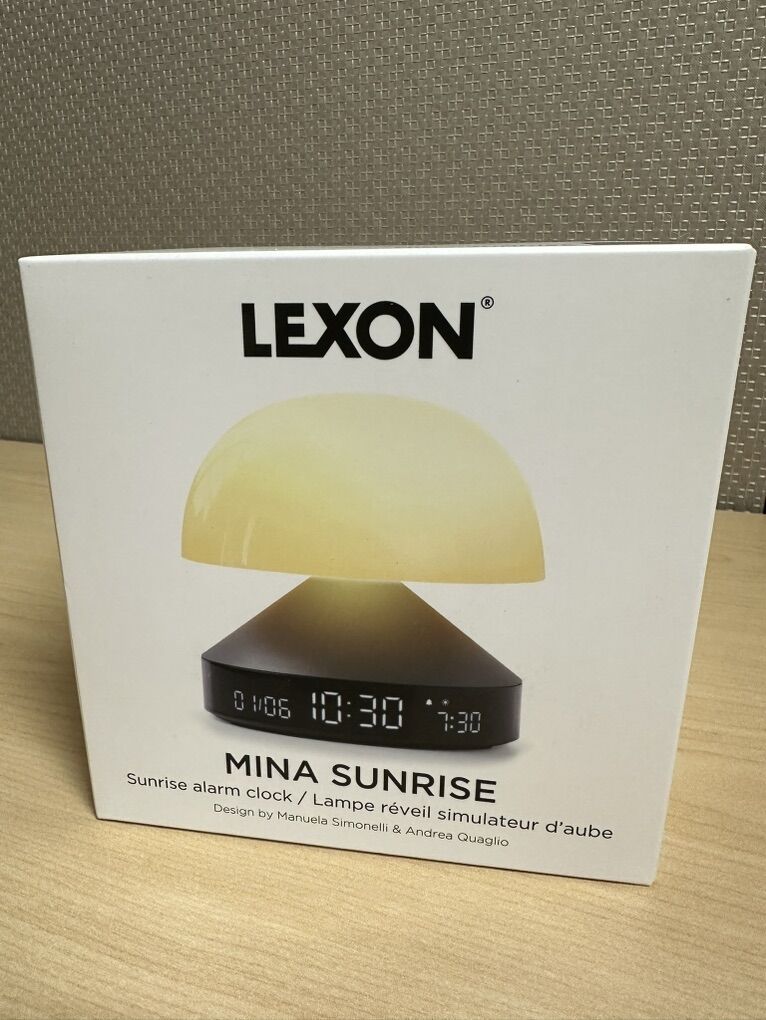 LEXON®
01/06 10:30 7:30
MINA SUNRISE
Sunrise alarm clock / Lampe réveil simulateur d'aube
Design by Manuela Simonelli & Andrea Quaglio